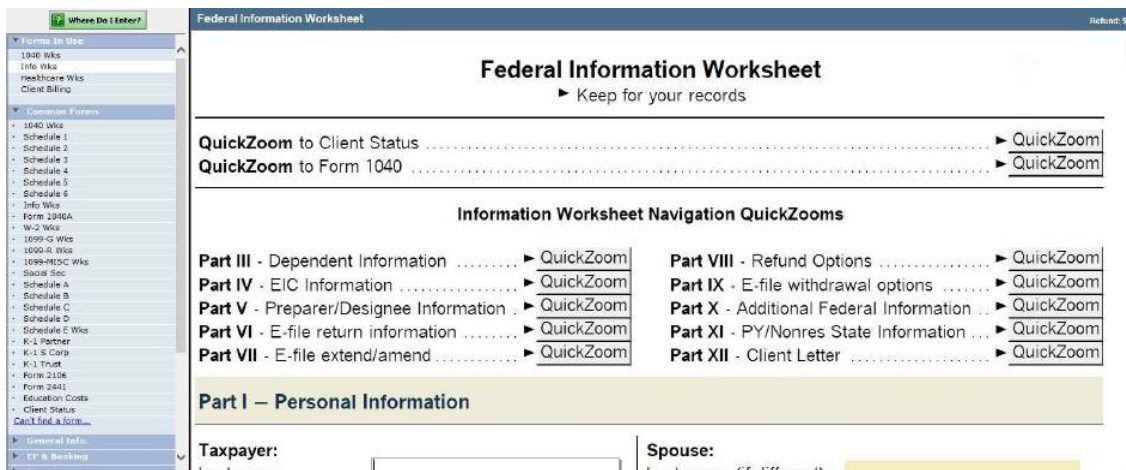 Where Do I Enter?
Federal Information Worksheet
Refund: $
Forms In Use
1040 Wks
Info Wks
Healthcare Wks
Client Billing
Common Forms
1040 Wks
Schedule 1
Schedule 2
Schedule 3
Schedule 4
Schedule 5
Schedule 6
Info Wks
Form 1040A
W-2 Wks
1099-G Wks
1099-R Wks
1099-MISC Wks
Social Sec
Schedule A
Schedule B
Schedule C
Schedule D
Schedule E Wks
K-1 Partner
K-1 S Corp
K-1 Trust
Form 2106
Form 2441
Education Costs
Client Status
Can't find a form...
General Info.
EF & Banking
Federal Information Worksheet
► Keep for your records
QuickZoom to Client Status ► QuickZoom
QuickZoom to Form 1040 ► QuickZoom
Information Worksheet Navigation QuickZooms
Part III - Dependent Information ► QuickZoom
Part IV - EIC Information ► QuickZoom
Part V - Preparer/Designee Information ► QuickZoom
Part VI - E-file return information ► QuickZoom
Part VII - E-file extend/amend ► QuickZoom
Part VIII - Refund Options ► QuickZoom
Part IX - E-file withdrawal options ► QuickZoom
Part X - Additional Federal Information ► QuickZoom
Part XI - PY/Nonres State Information ► QuickZoom
Part XII - Client Letter ► QuickZoom
Part I – Personal Information
Taxpayer:
Spouse: